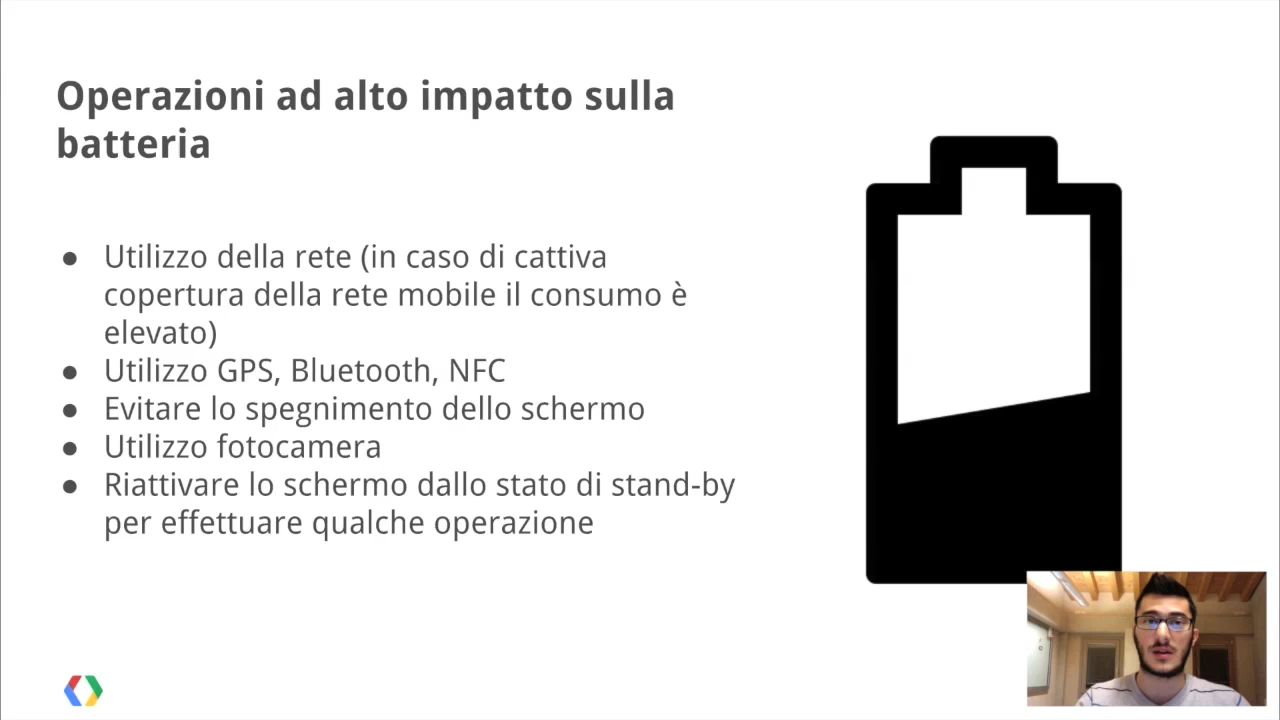 Operazioni ad alto impatto sulla
batteria
● Utilizzo della rete (in caso di cattiva
copertura della rete mobile il consumo è
elevato)
● Utilizzo GPS, Bluetooth, NFC
● Evitare lo spegnimento dello schermo
● Utilizzo fotocamera
● Riattivare lo schermo dallo stato di stand-by
per effettuare qualche operazione